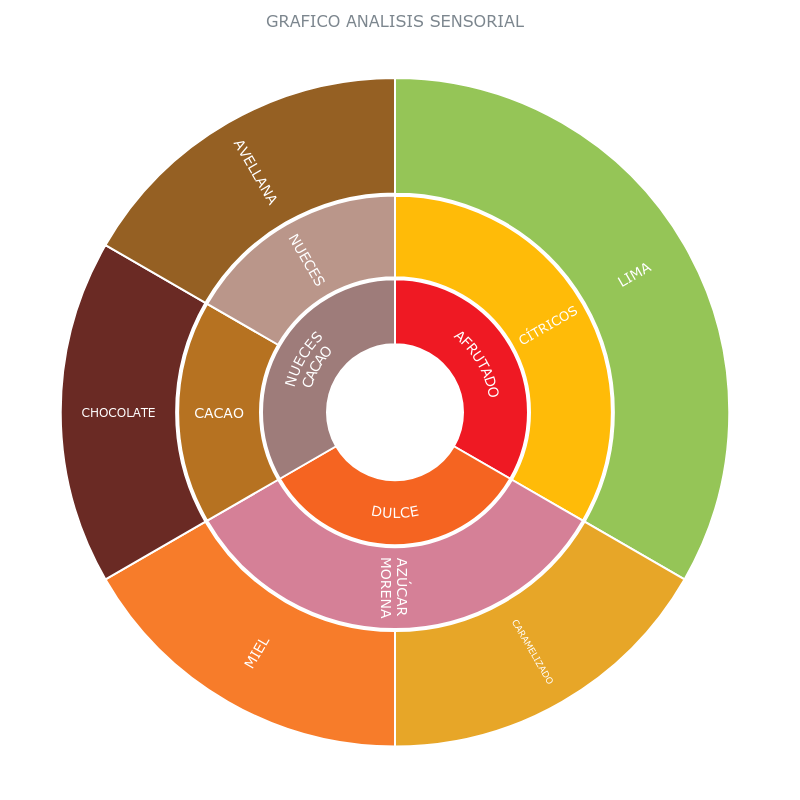 GRAFICO ANALISIS SENSORIAL
AVELLANA
LIMA
NUECES
CÍTRICOS
NUECES
CACAO
AFRUTADO
CHOCOLATE
CACAO
DULCE
AZÚCAR
MORENA
MIEL
CARAMELIZADO